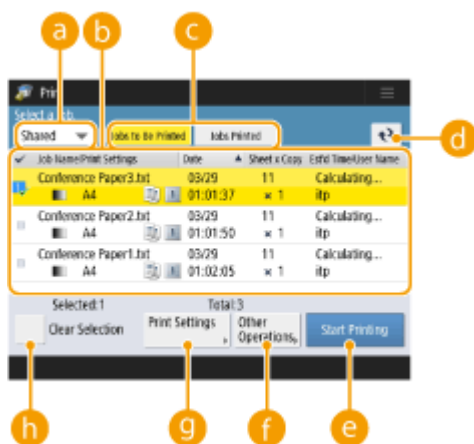 a b c
Print
Select a job.
Shared Jobs to Be Printed Jobs Printed
d
Job Name/Print Settings Date Sheet x Copy Est'd Time/User Name
Conference Paper3.txt 03/29 11 Calculating...
1 A4 01:01:37 x 1 itp
Conference Paper2.txt 03/29 11 Calculating...
A4 01:01:50 x 1 itp
Conference Paper1.txt 03/29 11 Calculating...
A4 01:02:05 x 1 itp
Selected:1 Total:3
Clear Selection Print Settings Other Operations Start Printing
h g f e